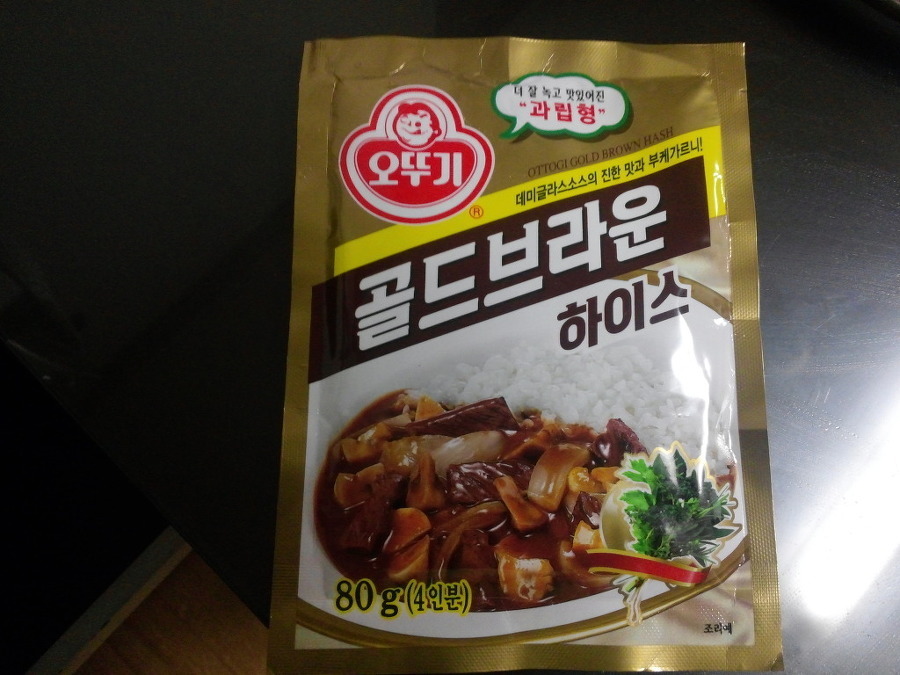 더 잘 녹고 맛있어진
"과립형"
오뚜기
®
OTTOGI GOLD BROWN HASH
데미글라스소스의 진한 맛과 부케가르니!
골드브라운
하이스
80 g (4인분)
조리예